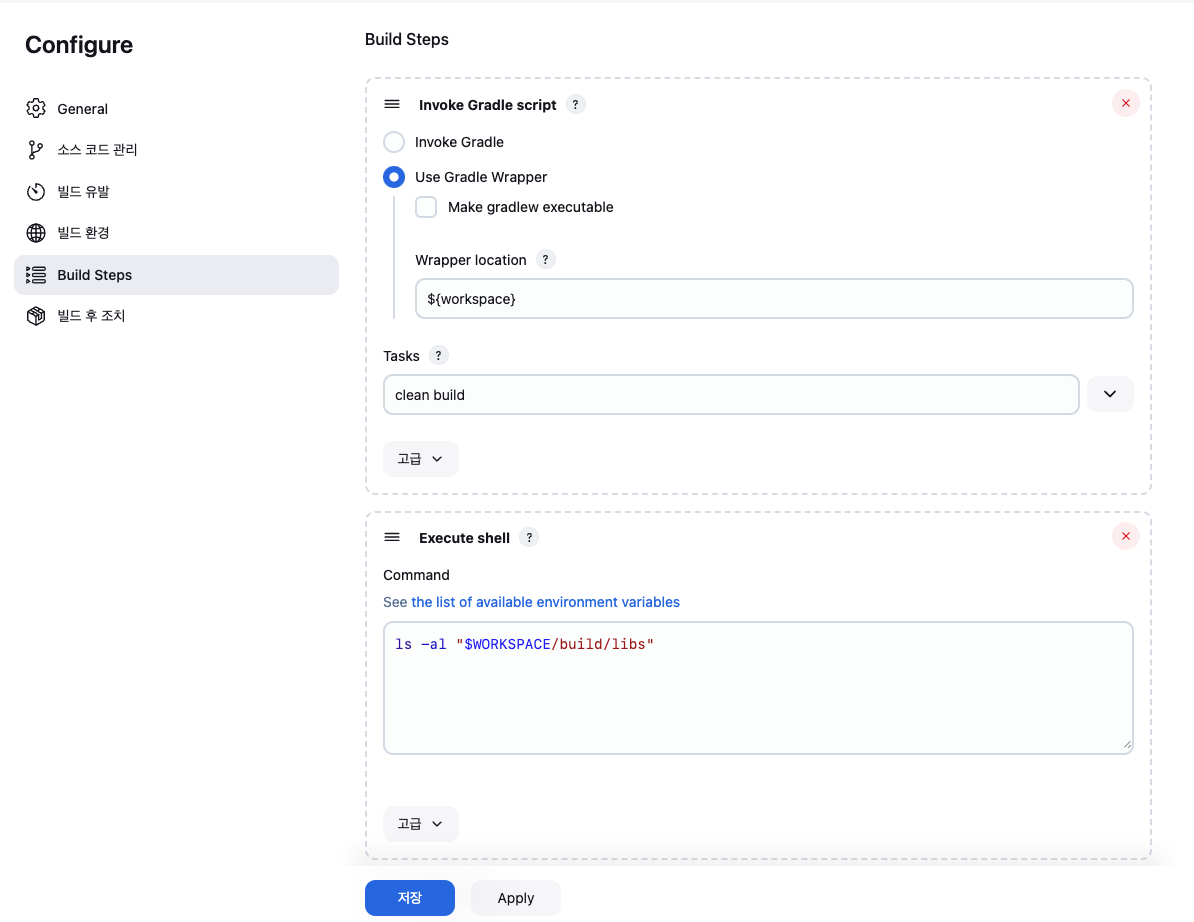 Configure
General
소스 코드 관리
빌드 유발
빌드 환경
Build Steps
빌드 후 조치
Build Steps
Invoke Gradle script ?
Invoke Gradle
Use Gradle Wrapper
Make gradlew executable
Wrapper location ?
${workspace}
Tasks ?
clean build
고급
Execute shell ?
Command
See the list of available environment variables
ls -al "$WORKSPACE/build/libs"
고급
저장 Apply